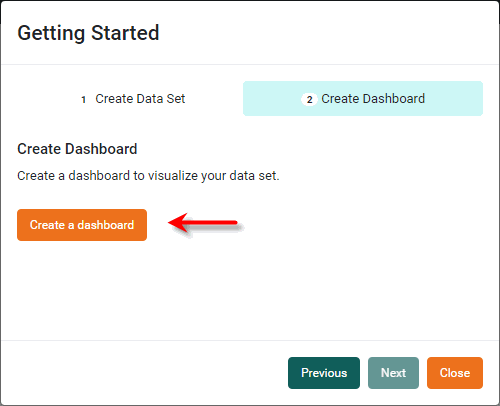 Getting Started
1 Create Data Set
2 Create Dashboard
Create Dashboard
Create a dashboard to visualize your data set.
Create a dashboard
Previous
Next
Close